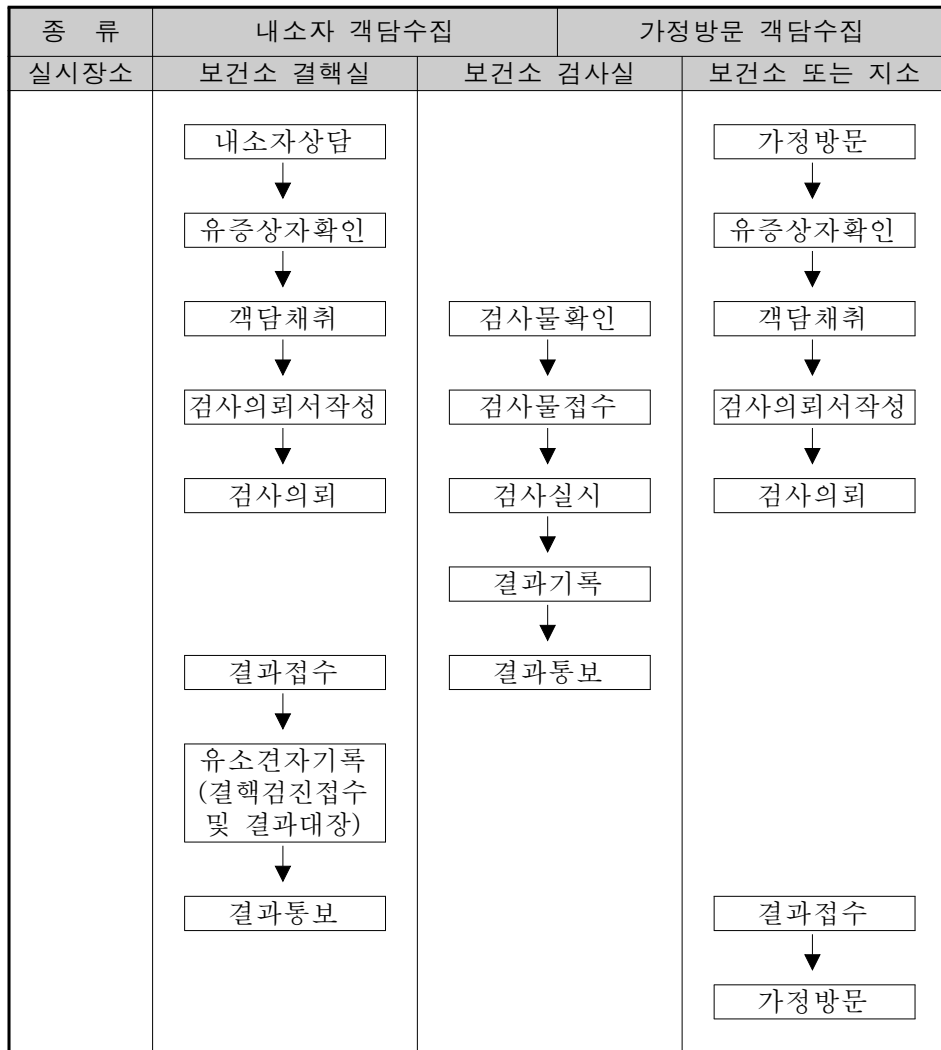 종 류
내소자 객담수집
가정방문 객담수집
실시장소
보건소 결핵실
보건소 검사실
보건소 또는 지소
내소자상담
가정방문
유증상자확인
유증상자확인
객담채취
검사물확인
객담채취
검사의뢰서작성
검사물접수
검사의뢰서작성
검사의뢰
검사실시
검사의뢰
결과기록
결과접수
결과통보
유소견자기록
(결핵검진접수
및 결과대장)
결과통보
결과접수
가정방문